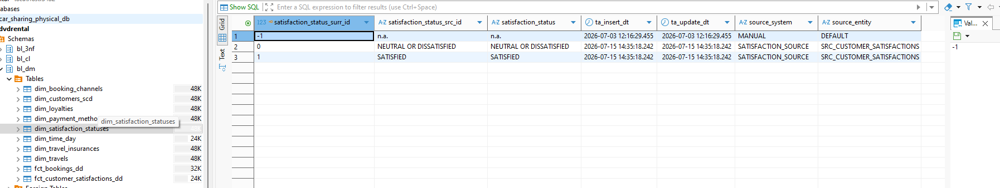 abases
car_sharing_physical_db
dvdrental
Schemas
bl_3nf
bl_cl
bl_dm
Tables
dim_booking_channels 48K
dim_customers_scd 48K
dim_loyalties 48K
dim_payment_metho 48K
dim_satisfaction_statuses
dim_satisfaction_statuses
dim_time_day 24K
dim_travel_insurances 48K
dim_travels 48K
fct_bookings_dd 32K
fct_customer_satisfactions_dd 24K
Show SQL Enter a SQL expression to filter results (use Ctrl+Space)
Grid
Text
123 satisfaction_status_surr_id A-Z satisfaction_status_src_id A-Z satisfaction_status ta_insert_dt ta_update_dt A-Z source_system A-Z source_entity
1 -1 n.a. n.a. 2026-07-03 12:16:29.455 2026-07-03 12:16:29.455 MANUAL DEFAULT
2 0 NEUTRAL OR DISSATISFIED NEUTRAL OR DISSATISFIED 2026-07-15 14:35:18.242 2026-07-15 14:35:18.242 SATISFACTION_SOURCE SRC_CUSTOMER_SATISFACTIONS
3 1 SATISFIED SATISFIED 2026-07-15 14:35:18.242 2026-07-15 14:35:18.242 SATISFACTION_SOURCE SRC_CUSTOMER_SATISFACTIONS
Val...
-1